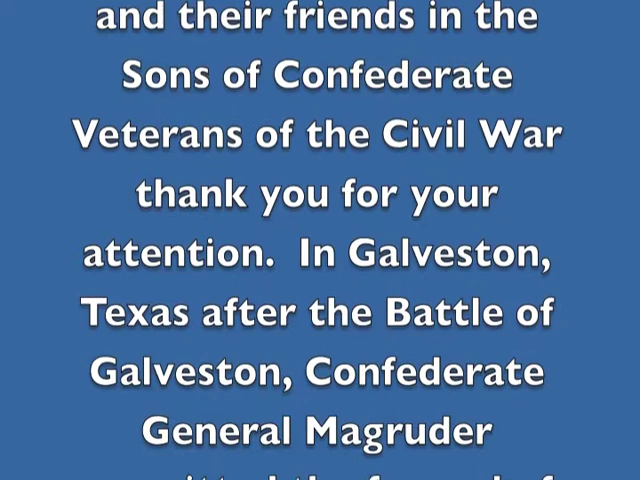 and their friends in the
Sons of Confederate
Veterans of the Civil War
thank you for your
attention.  In Galveston,
Texas after the Battle of
Galveston, Confederate
General Magruder